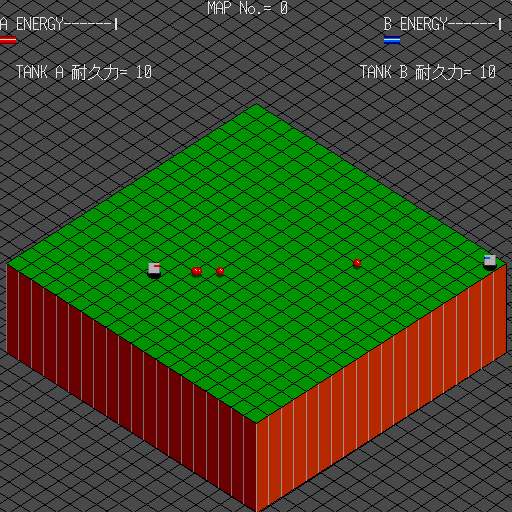 MAP No.= 0
A ENERGY------I
B ENERGY------I
TANK A 耐久力= 10
TANK B 耐久力= 10